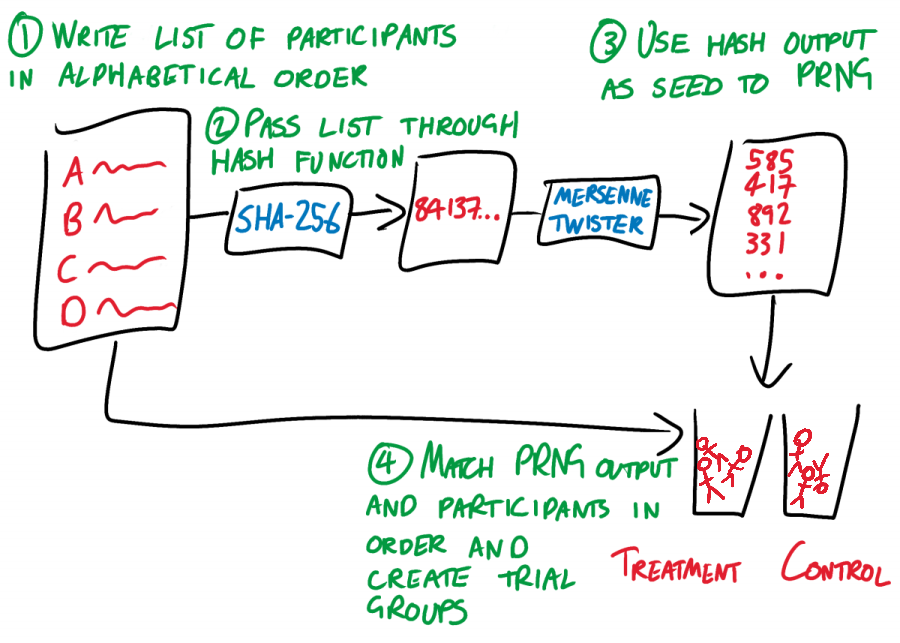 ① WRITE LIST OF PARTICIPANTS
IN ALPHABETICAL ORDER
② PASS LIST THROUGH
HASH FUNCTION
③ USE HASH OUTPUT
AS SEED TO PRNG
A
B
C
D
SHA-256
84137...
MERSENNE
TWISTER
585
417
892
331
...
④ MATCH PRNG OUTPUT
AND PARTICIPANTS IN
ORDER AND
CREATE TRIAL
GROUPS
TREATMENT
CONTROL